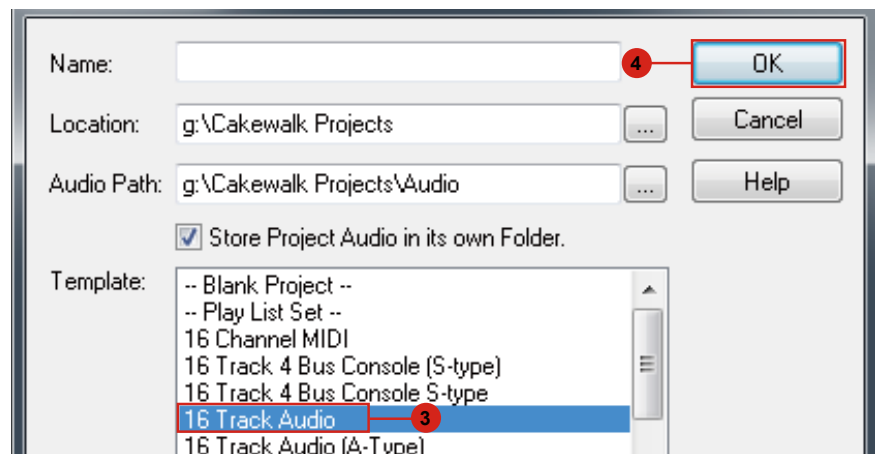 Name:
4
OK
Location:
g:\Cakewalk Projects
...
Cancel
Audio Path:
g:\Cakewalk Projects\Audio
...
Help
Store Project Audio in its own Folder.
Template:
-- Blank Project --
-- Play List Set --
16 Channel MIDI
16 Track 4 Bus Console (S-type)
16 Track 4 Bus Console S-type
16 Track Audio
3
16 Track Audio (A-Type)